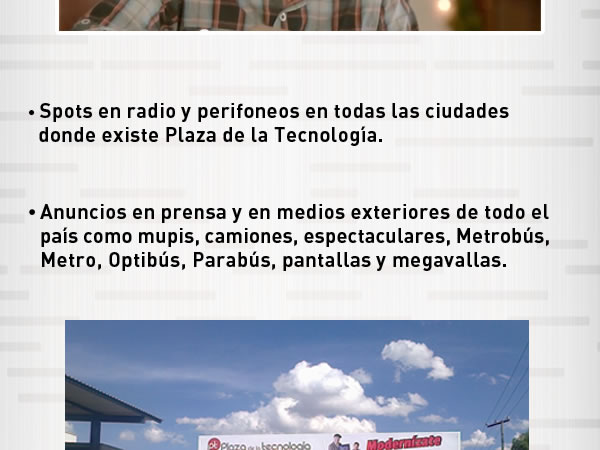 • Spots en radio y perifoneos en todas las ciudades
donde existe Plaza de la Tecnología.
• Anuncios en prensa y en medios exteriores de todo el
país como mupis, camiones, espectaculares, Metrobús,
Metro, Optibús, Parabús, pantallas y megavallas.
pt Plaza de la tecnología Modernízate